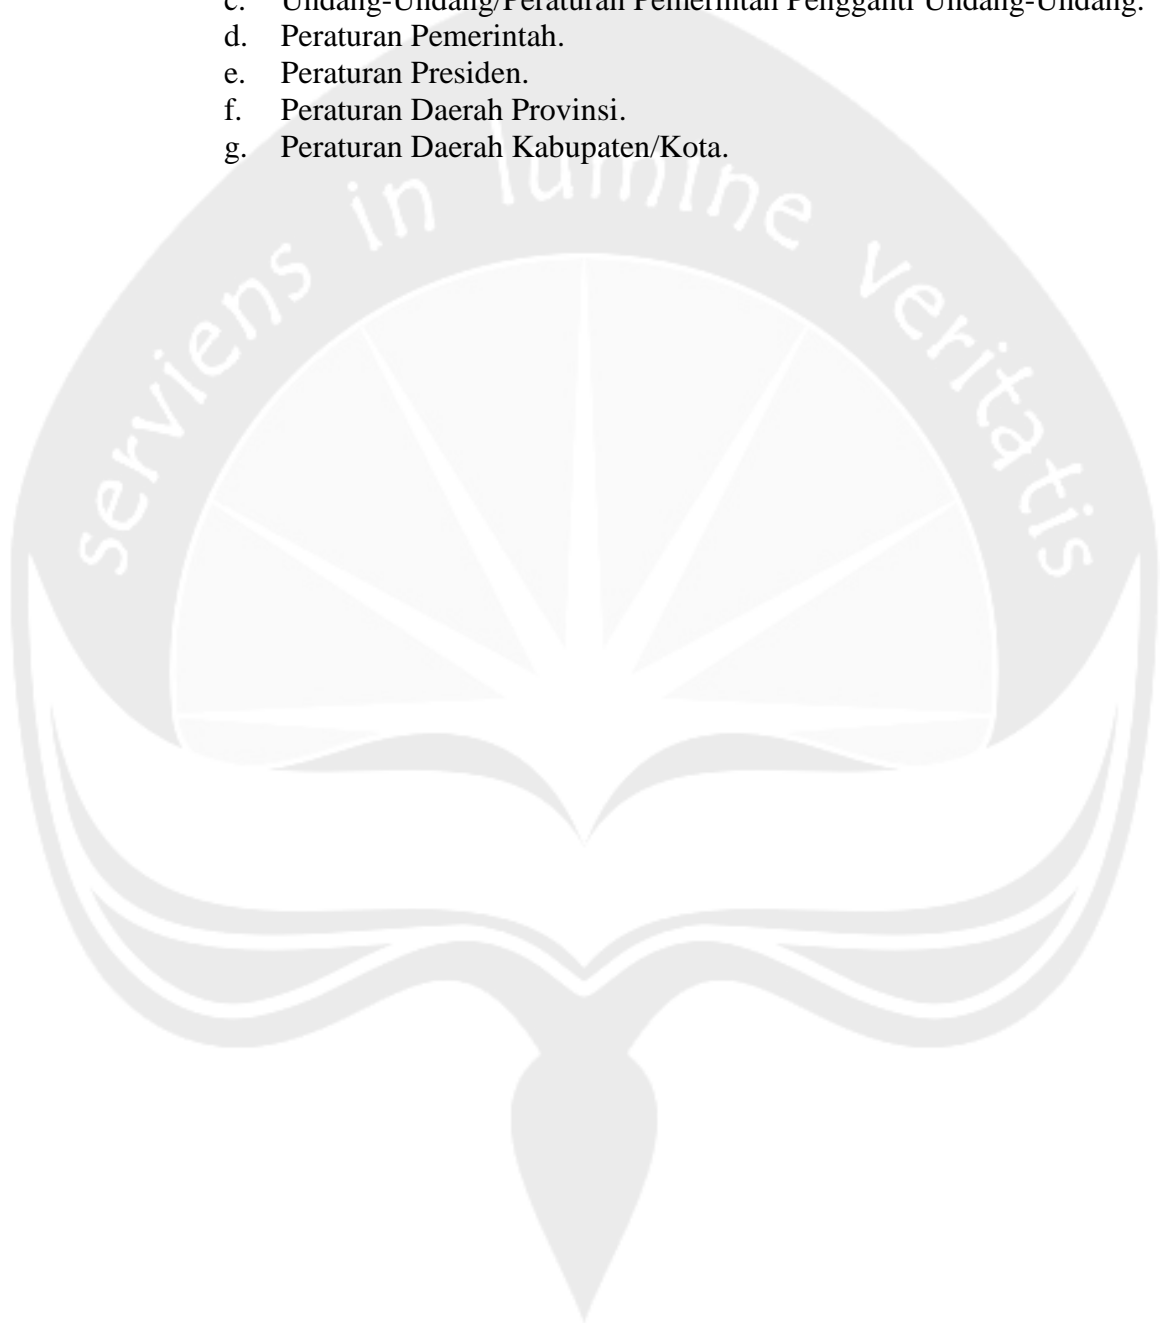 c. Undang-Undang/Peraturan Pemerintah Pengganti Undang-Undang.
d. Peraturan Pemerintah.
e. Peraturan Presiden.
f. Peraturan Daerah Provinsi.
g. Peraturan Daerah Kabupaten/Kota.
serviens in lumine veritatis